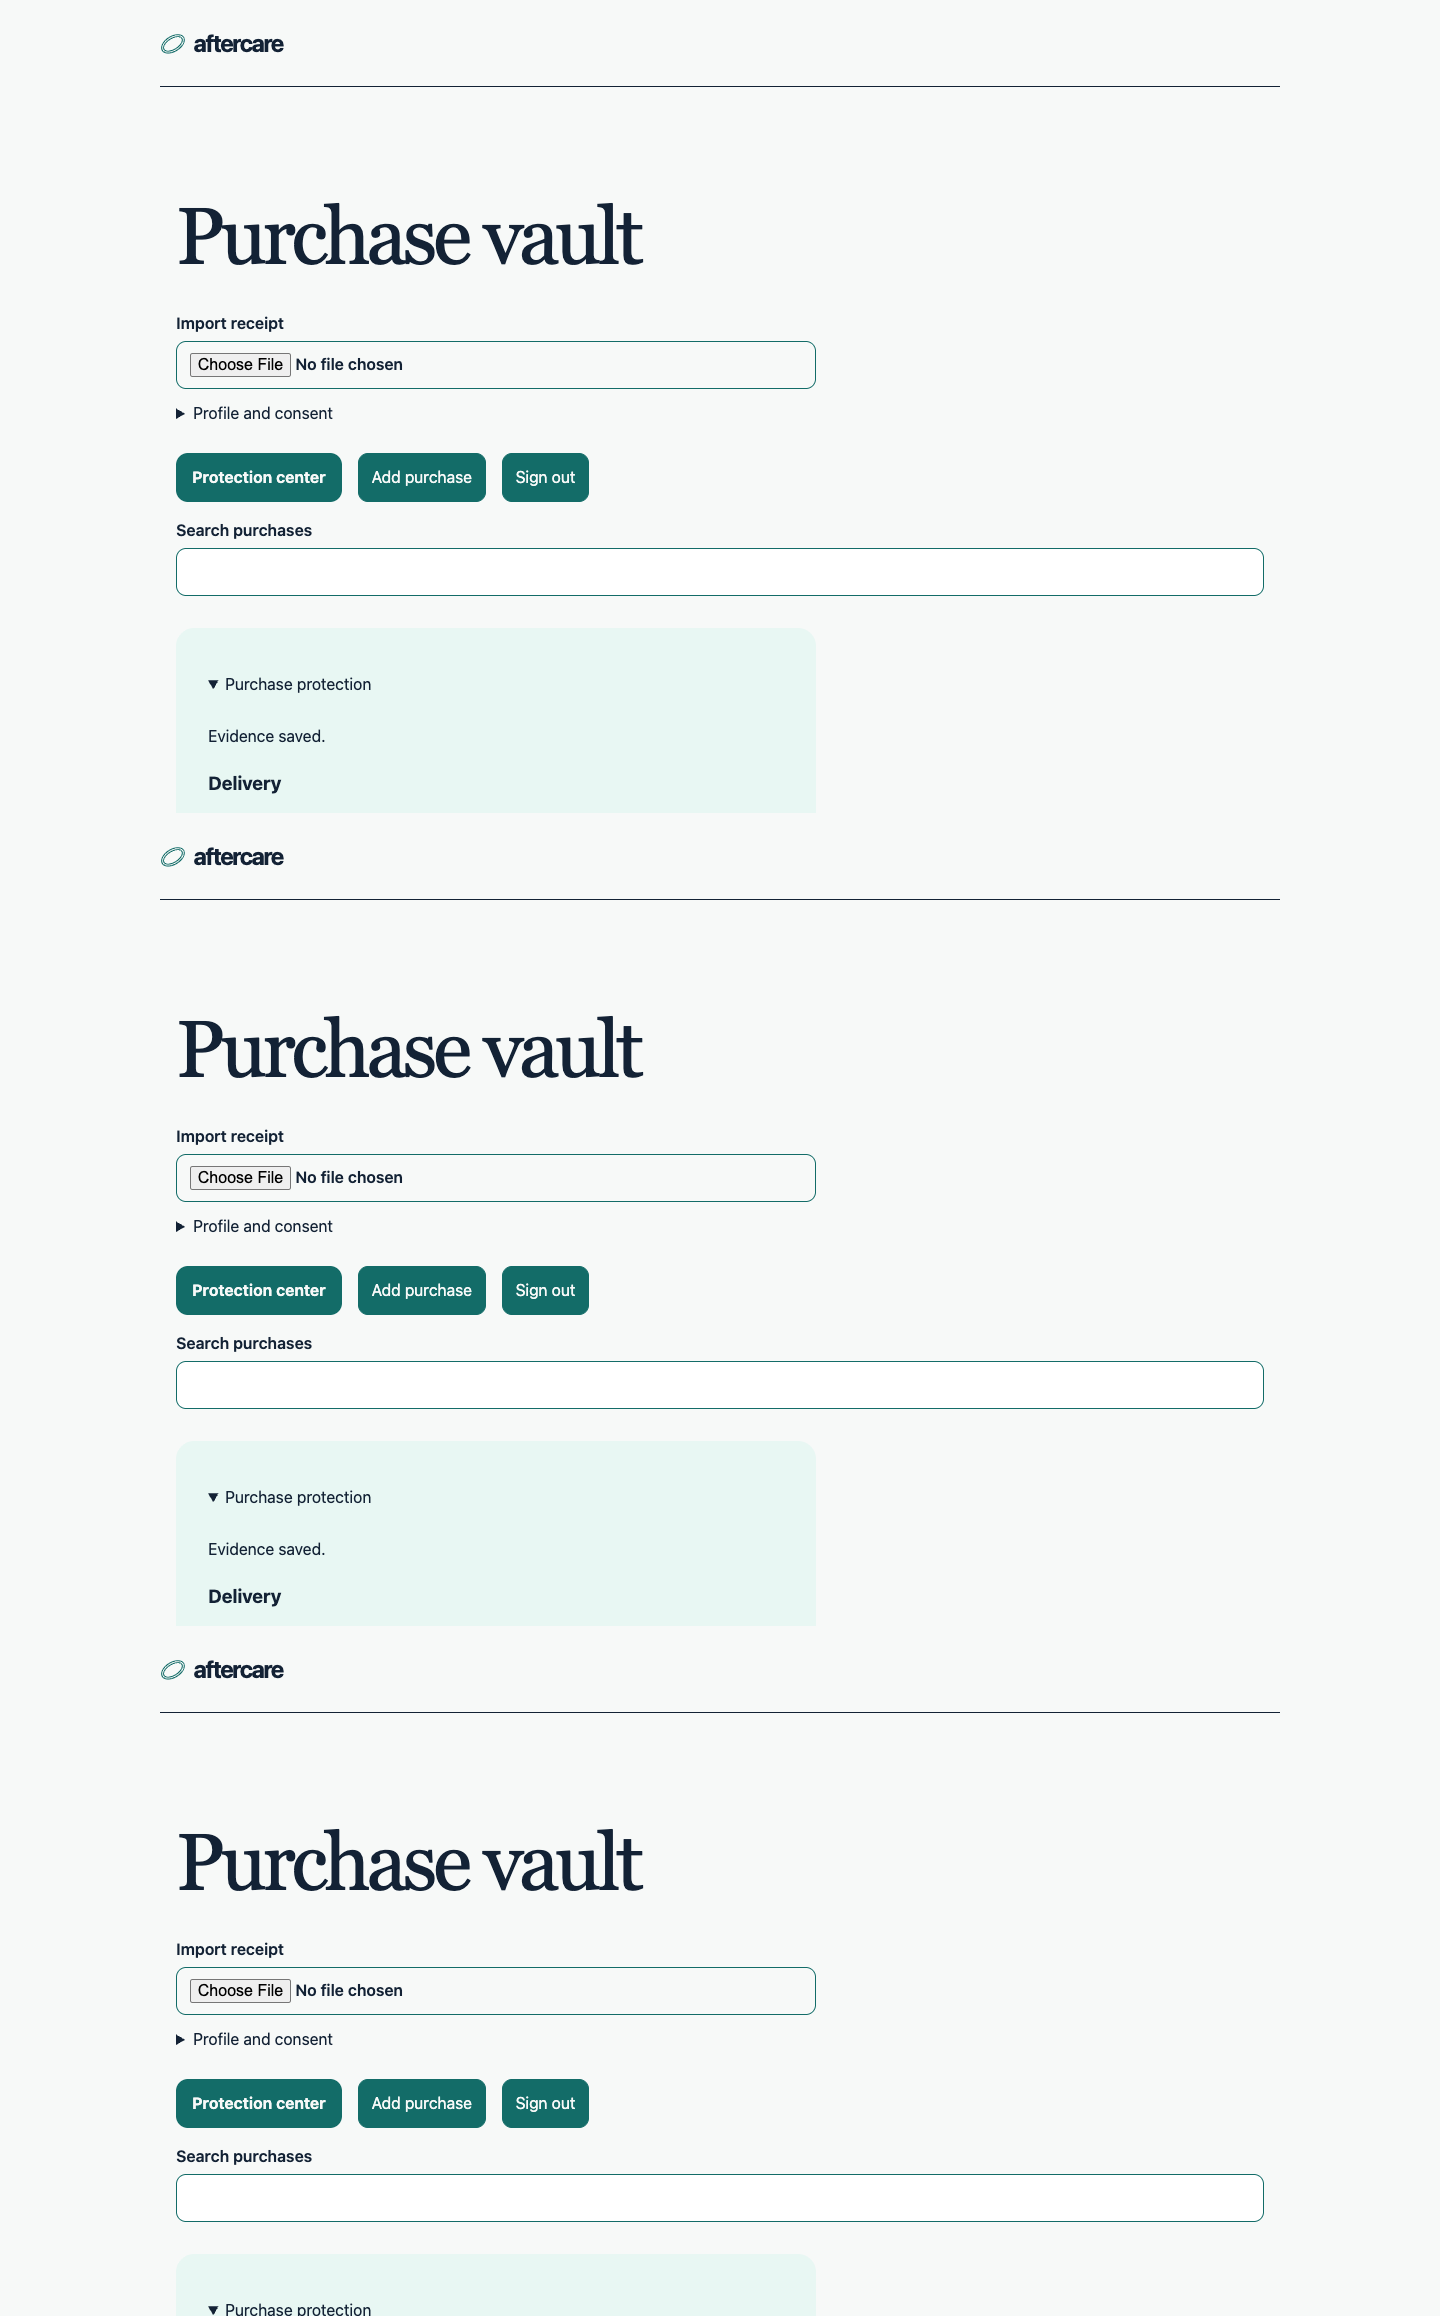 aftercare
Purchase vault
Import receipt
Choose File No file chosen
Profile and consent
Protection center Add purchase Sign out
Search purchases
Purchase protection
Evidence saved.
Delivery
aftercare
Purchase vault
Import receipt
Choose File No file chosen
Profile and consent
Protection center Add purchase Sign out
Search purchases
Purchase protection
Evidence saved.
Delivery
aftercare
Purchase vault
Import receipt
Choose File No file chosen
Profile and consent
Protection center Add purchase Sign out
Search purchases
Purchase protection